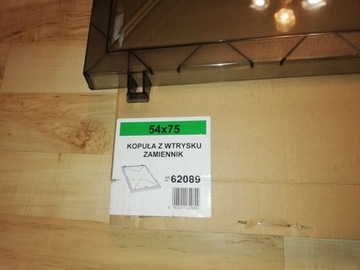 54x75
KOPUŁA Z WTRYSKU
ZAMIENNIK
62089